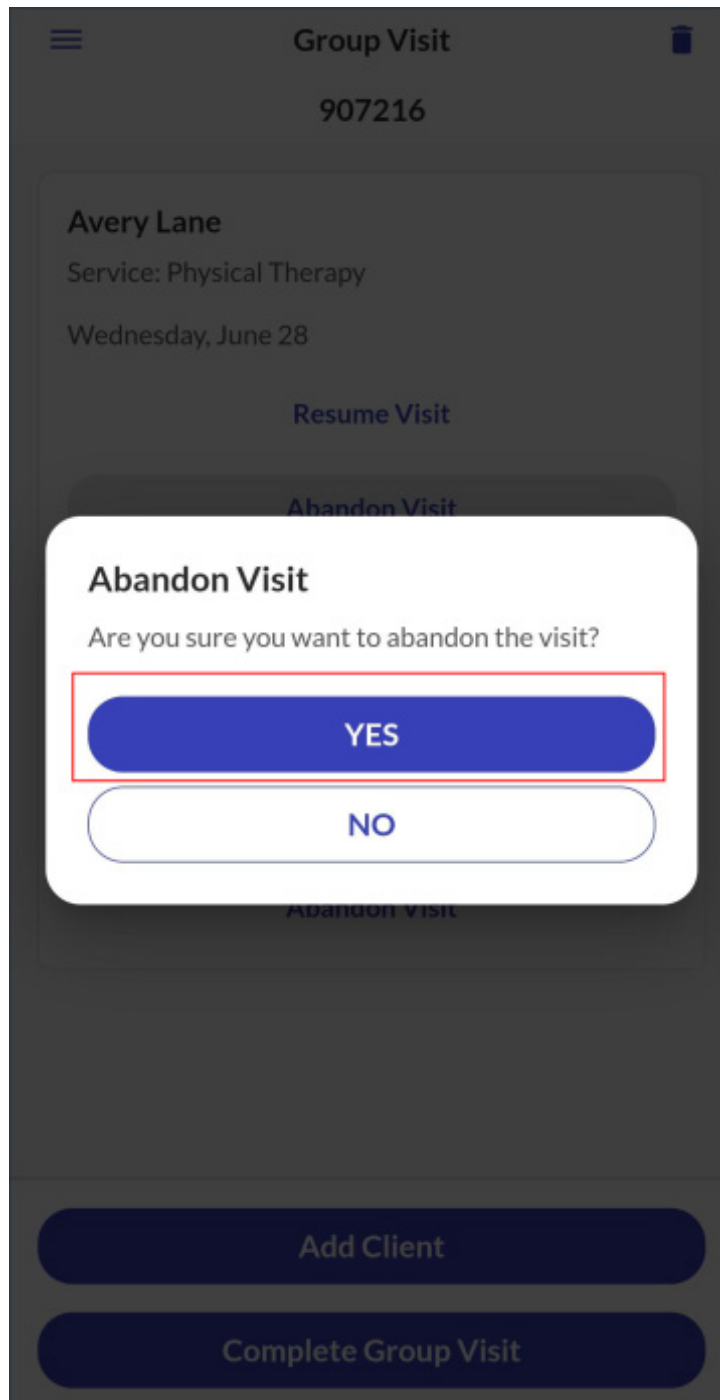 Group Visit
907216
Avery Lane
Service: Physical Therapy
Wednesday, June 28
Resume Visit
Abandon Visit
Abandon Visit
Are you sure you want to abandon the visit?
YES
NO
Abandon Visit
Add Client
Complete Group Visit